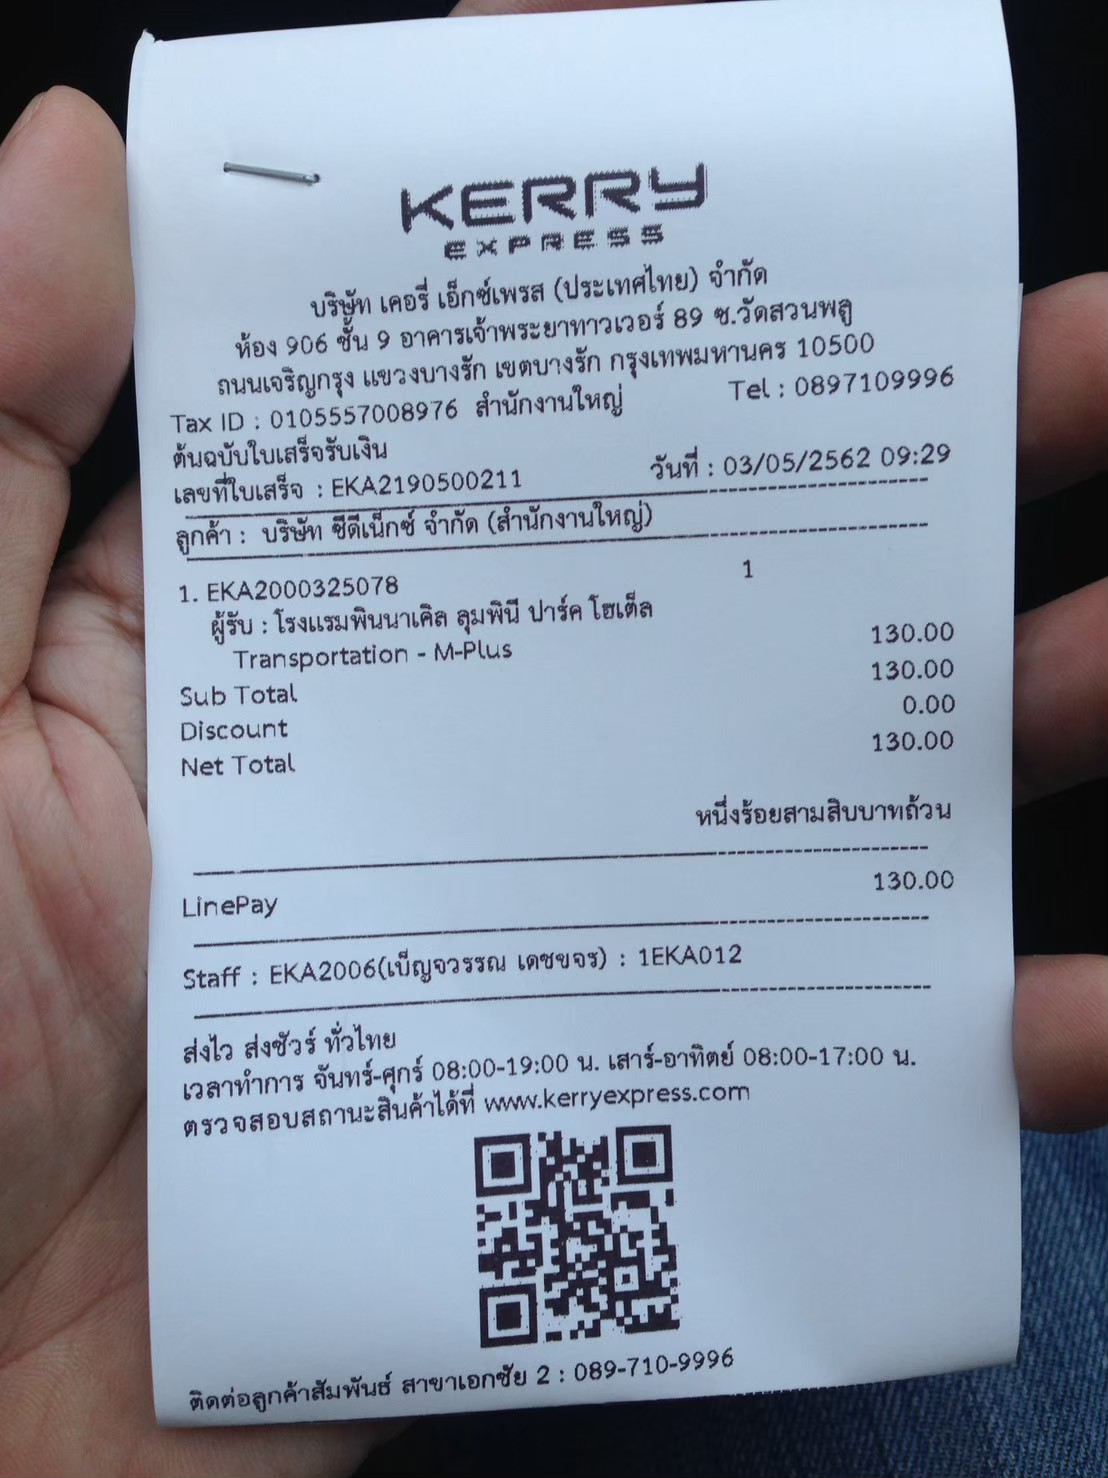 KERRY
EXPRESS
บริษัท เคอรี่ เอ็กซ์เพรส (ประเทศไทย) จำกัด
ห้อง 906 ชั้น 9 อาคารเจ้าพระยาทาวเวอร์ 89 ซ.วัดสวนพลู
ถนนเจริญกรุง แขวงบางรัก เขตบางรัก กรุงเทพมหานคร 10500
Tax ID : 0105557008976 สำนักงานใหญ่ Tel : 0897109996
ต้นฉบับใบเสร็จรับเงิน
เลขที่ใบเสร็จ : EKA2190500211 วันที่ : 03/05/2562 09:29
ลูกค้า : บริษัท ซีดีเน็กซ์ จำกัด (สำนักงานใหญ่)
1. EKA2000325078 1
ผู้รับ : โรงแรมพินนาเคิล ลุมพินี ปาร์ค โฮเต็ล
Transportation - M-Plus 130.00
Sub Total 130.00
Discount 0.00
Net Total 130.00
หนึ่งร้อยสามสิบบาทถ้วน
LinePay 130.00
Staff : EKA2006(เบ็ญจวรรณ เดชขจร) : 1EKA012
ส่งไว ส่งชัวร์ ทั่วไทย
เวลาทำการ จันทร์-ศุกร์ 08:00-19:00 น. เสาร์-อาทิตย์ 08:00-17:00 น.
ตรวจสอบสถานะสินค้าได้ที่ www.kerryexpress.com
ติดต่อลูกค้าสัมพันธ์ สาขาเอกชัย 2 : 089-710-9996